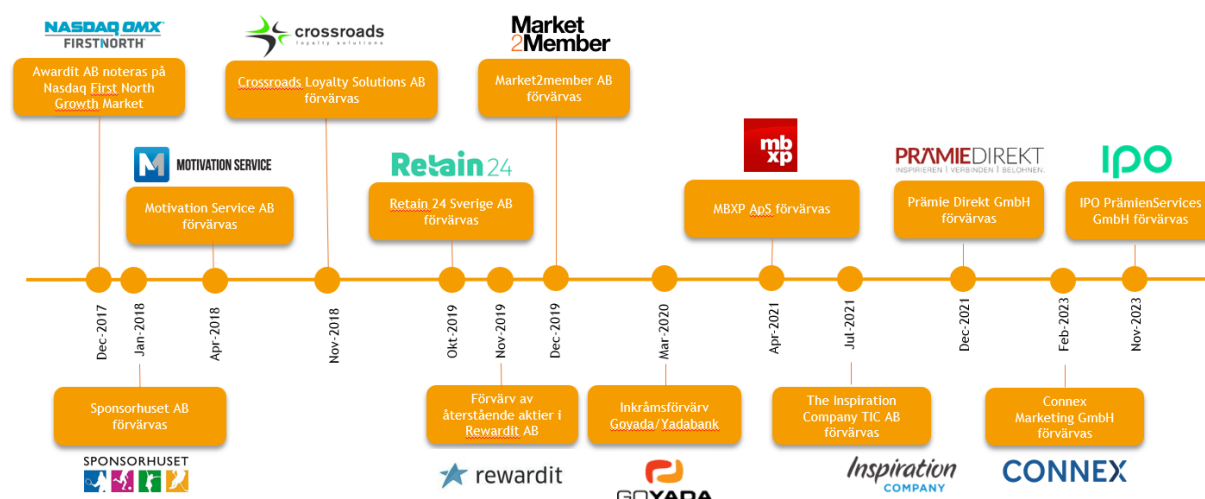 NASDAQ OMX
FIRSTNORTH
Awardit AB noteras på
Nasdaq First North
Growth Market
crossroads
loyalty solutions
Crossroads Loyalty Solutions AB
förvärvas
Market
2Member
Market2member AB
förvärvas
M
MOTIVATION SERVICE
Motivation Service AB
förvärvas
Retain 24
Retain 24 Sverige AB
förvärvas
mb
xp
MBXP ApS förvärvas
PRÄMIEDIREKT
INSPIRIEREN | VERBINDEN | BELOHNEN.
Prämie Direkt GmbH
förvärvas
IPO
IPO PrämienServices
GmbH förvärvas
Dec-2017
Jan-2018
Apr-2018
Nov-2018
Okt-2019
Nov-2019
Dec-2019
Mar-2020
Apr-2021
Jul-2021
Dec-2021
Feb-2023
Nov-2023
Sponsorhuset AB
förvärvas
SPONSORHUSET
Förvärv av
återstående aktier i
Rewardit AB
rewardit
Inkråmsförvärv
Goyada/Yadabank
GOYADA
The Inspiration
Company TIC AB
förvärvas
Inspiration
COMPANY
Connex
Marketing GmbH
förvärvas
CONNEX